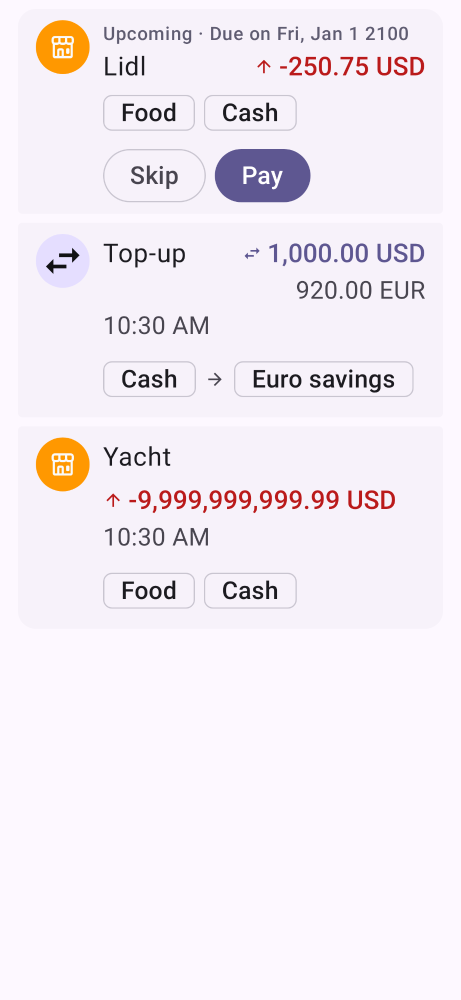 Upcoming · Due on Fri, Jan 1 2100
Lidl ↑ -250.75 USD
Food Cash
Skip Pay
Top-up 1,000.00 USD
920.00 EUR
10:30 AM
Cash → Euro savings
Yacht
↑ -9,999,999,999.99 USD
10:30 AM
Food Cash